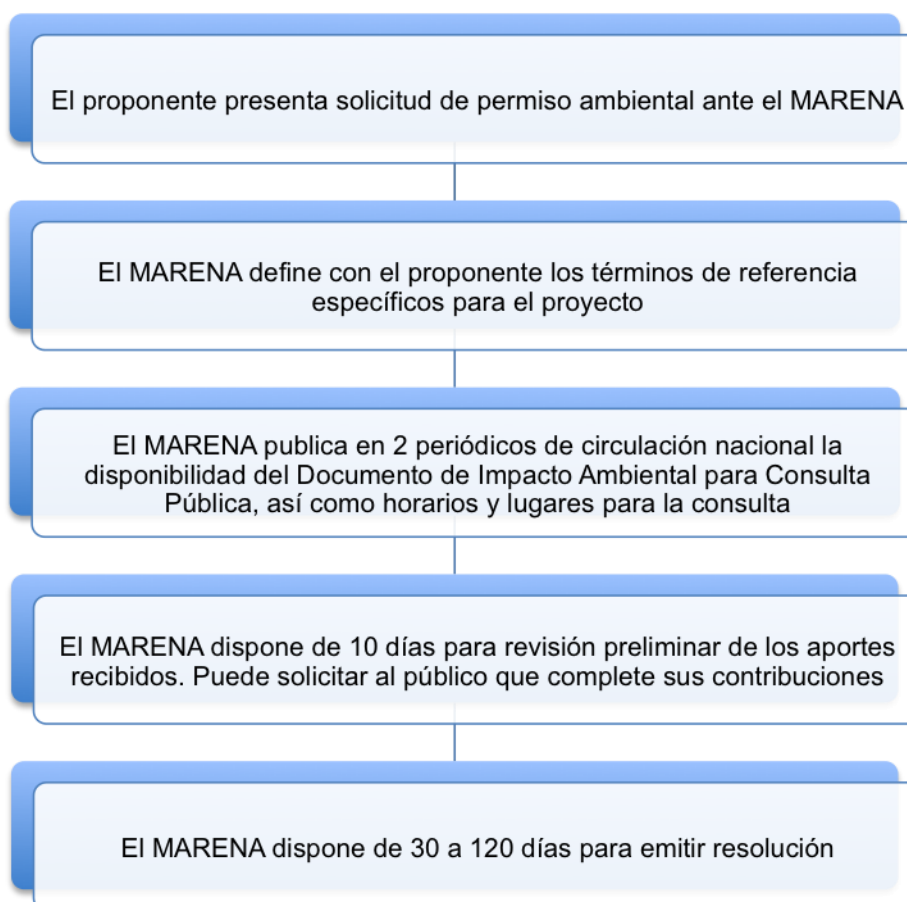 El proponente presenta solicitud de permiso ambiental ante el MARENA
El MARENA define con el proponente los términos de referencia
específicos para el proyecto
El MARENA publica en 2 periódicos de circulación nacional la
disponibilidad del Documento de Impacto Ambiental para Consulta
Pública, así como horarios y lugares para la consulta
El MARENA dispone de 10 días para revisión preliminar de los aportes
recibidos. Puede solicitar al público que complete sus contribuciones
El MARENA dispone de 30 a 120 días para emitir resolución